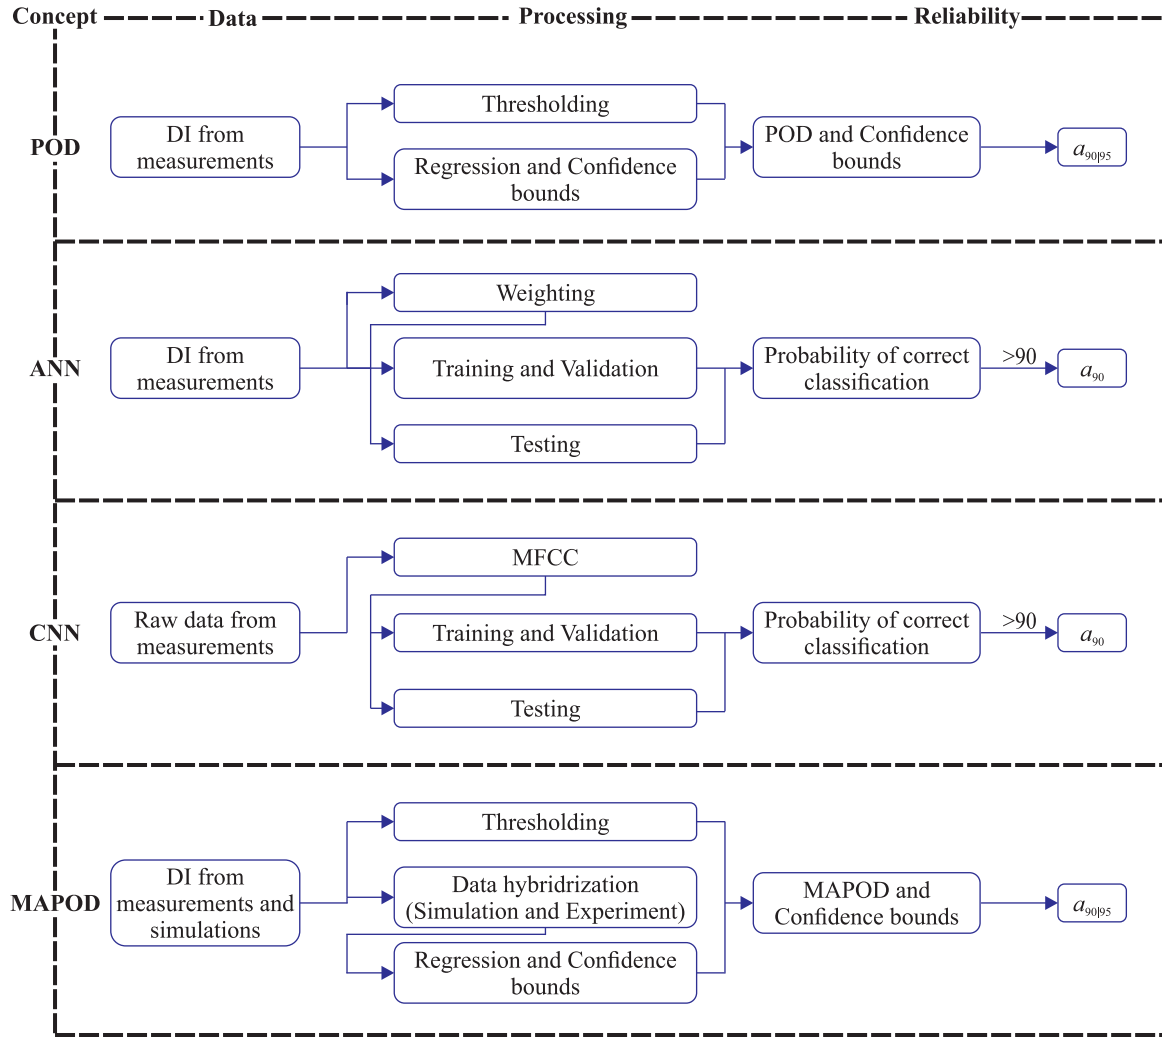 Concept Data Processing Reliability
POD
DI from
measurements
Thresholding
Regression and Confidence
bounds
POD and Confidence
bounds
a90|95
ANN
DI from
measurements
Weighting
Training and Validation
Testing
Probability of correct
classification
>90
a90
CNN
Raw data from
measurements
MFCC
Training and Validation
Testing
Probability of correct
classification
>90
a90
MAPOD
DI from
measurements and
simulations
Thresholding
Data hybridrization
(Simulation and Experiment)
Regression and Confidence
bounds
MAPOD and
Confidence bounds
a90|95